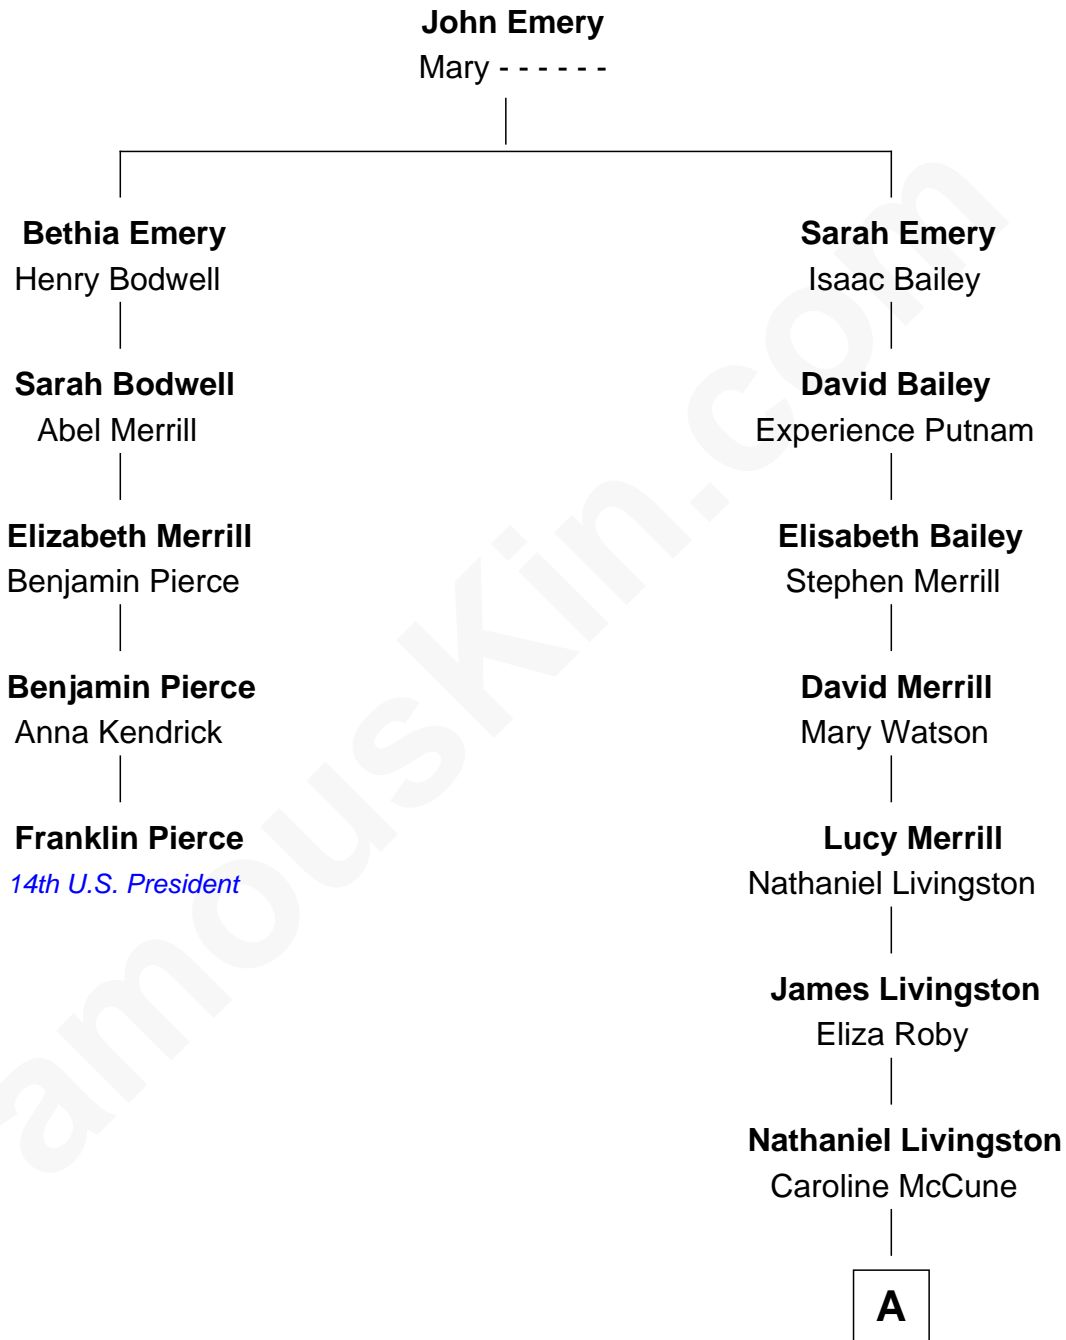 John Emery
Mary - - - - - -
Bethia Emery
Henry Bodwell
Sarah Emery
Isaac Bailey
Sarah Bodwell
Abel Merrill
David Bailey
Experience Putnam
Elizabeth Merrill
Benjamin Pierce
Elisabeth Bailey
Stephen Merrill
Benjamin Pierce
Anna Kendrick
David Merrill
Mary Watson
Franklin Pierce
14th U.S. President
Lucy Merrill
Nathaniel Livingston
James Livingston
Eliza Roby
Nathaniel Livingston
Caroline McCune
A
amousKin.com